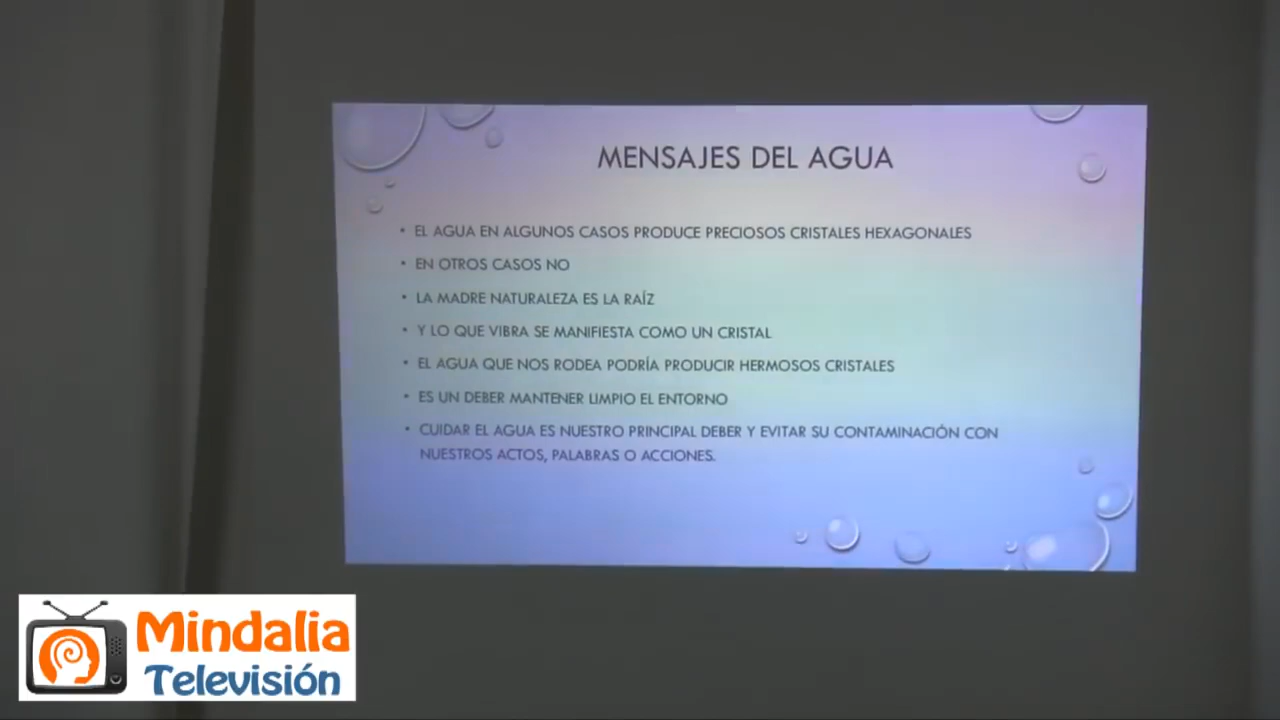 MENSAJES DEL AGUA
• EL AGUA EN ALGUNOS CASOS PRODUCE PRECIOSOS CRISTALES HEXAGONALES
• EN OTROS CASOS NO
• LA MADRE NATURALEZA ES LA RAÍZ
• Y LO QUE VIBRA SE MANIFIESTA COMO UN CRISTAL
• EL AGUA QUE NOS RODEA PODRÍA PRODUCIR HERMOSOS CRISTALES
• ES UN DEBER MANTENER LIMPIO EL ENTORNO
• CUIDAR EL AGUA ES NUESTRO PRINCIPAL DEBER Y EVITAR SU CONTAMINACIÓN CON
NUESTROS ACTOS, PALABRAS O ACCIONES.
Mindalia
Televisión